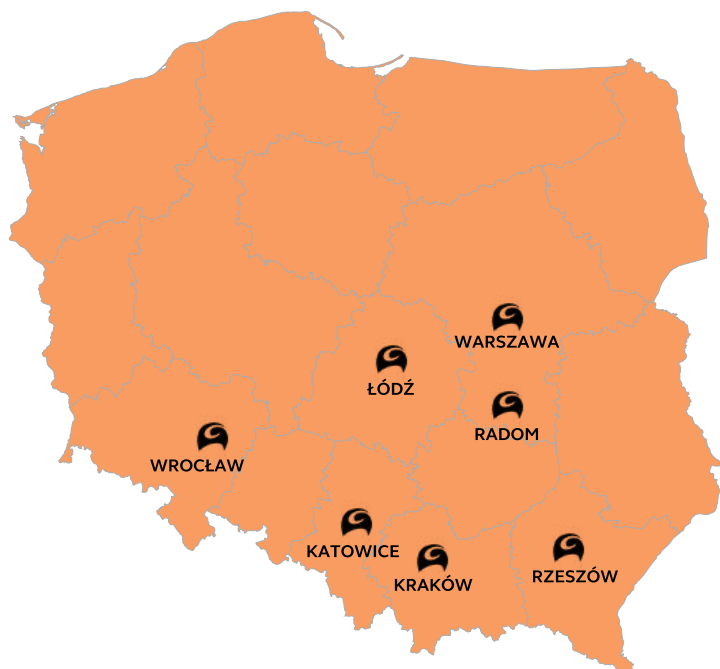 WARSZAWA
ŁÓDŹ
RADOM
WROCŁAW
KATOWICE
KRAKÓW
RZESZÓW